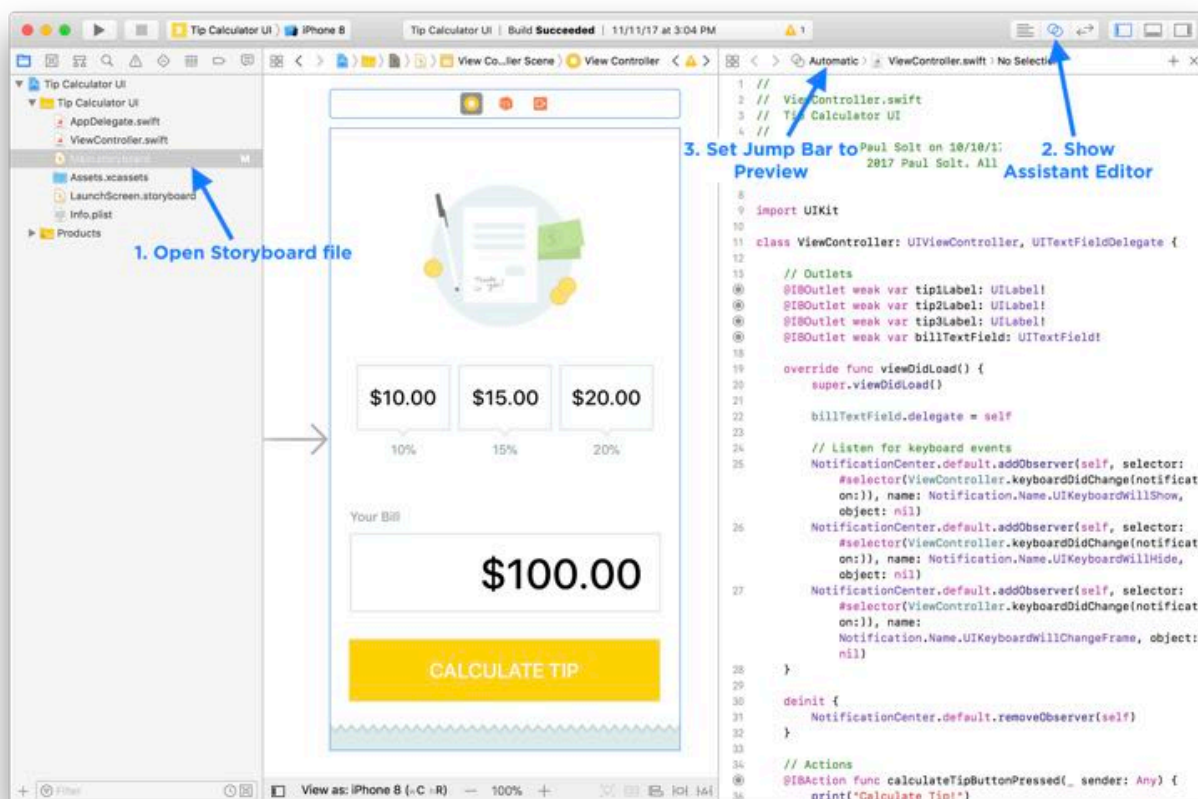 Tip Calculator UI
iPhone 8
Tip Calculator UI | Build Succeeded | 11/11/17 at 3:04 PM
1
View Co...ller Scene
View Controller
Automatic
ViewController.swift
No Selectio
Tip Calculator UI
Tip Calculator UI
AppDelegate.swift
ViewController.swift
Main.storyboard
M
Assets.xcassets
LaunchScreen.storyboard
Info.plist
Products
1. Open Storyboard file
$10.00
$15.00
$20.00
10%
15%
20%
Your Bill
$100.00
CALCULATE TIP
3. Set Jump Bar to
Preview
2. Show
Assistant Editor
1 //
2 // ViewController.swift
3 // Tip Calculator UI
4 //
Paul Solt on 10/10/1
2017 Paul Solt. All
8
9 import UIKit
10
11 class ViewController: UIViewController, UITextFieldDelegate {
12
13 // Outlets
@IBOutlet weak var tip1Label: UILabel!
@IBOutlet weak var tip2Label: UILabel!
@IBOutlet weak var tip3Label: UILabel!
@IBOutlet weak var billTextField: UITextField!
18
19 override func viewDidLoad() {
20 super.viewDidLoad()
21
22 billTextField.delegate = self
23
24 // Listen for keyboard events
25 NotificationCenter.default.addObserver(self, selector:
#selector(ViewController.keyboardDidChange(notificat
on:)), name: Notification.Name.UIKeyboardWillShow,
object: nil)
26 NotificationCenter.default.addObserver(self, selector:
#selector(ViewController.keyboardDidChange(notificat
on:)), name: Notification.Name.UIKeyboardWillHide,
object: nil)
27 NotificationCenter.default.addObserver(self, selector:
#selector(ViewController.keyboardDidChange(notificat
on:)), name:
Notification.Name.UIKeyboardWillChangeFrame, object:
nil)
28 }
29
30 deinit {
31 NotificationCenter.default.removeObserver(self)
32 }
33
34 // Actions
@IBAction func calculateTipButtonPressed(_ sender: Any) {
36 print("Calculate Tip!")
Filter
View as: iPhone 8 (wC hR)
100%